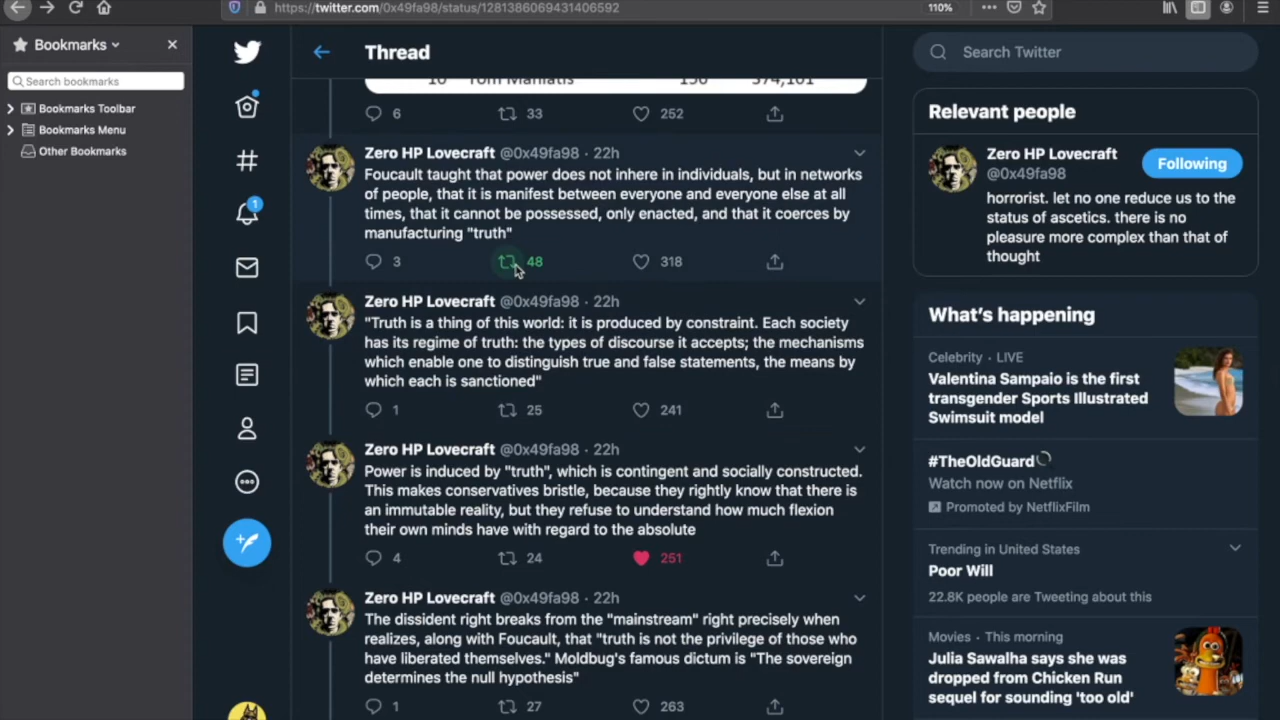 https://twitter.com/0x49fa98/status/1281386069431406592
110%
Bookmarks
Search bookmarks
Bookmarks Toolbar
Bookmarks Menu
Other Bookmarks
1
Thread
10 Tom Maniatis 150 374,101
6 33 252
Zero HP Lovecraft @0x49fa98 · 22h
Foucault taught that power does not inhere in individuals, but in networks
of people, that it is manifest between everyone and everyone else at all
times, that it cannot be possessed, only enacted, and that it coerces by
manufacturing "truth"
3 48 318
Zero HP Lovecraft @0x49fa98 · 22h
"Truth is a thing of this world: it is produced by constraint. Each society
has its regime of truth: the types of discourse it accepts; the mechanisms
which enable one to distinguish true and false statements, the means by
which each is sanctioned"
1 25 241
Zero HP Lovecraft @0x49fa98 · 22h
Power is induced by "truth", which is contingent and socially constructed.
This makes conservatives bristle, because they rightly know that there is
an immutable reality, but they refuse to understand how much flexion
their own minds have with regard to the absolute
4 24 251
Zero HP Lovecraft @0x49fa98 · 22h
The dissident right breaks from the "mainstream" right precisely when
realizes, along with Foucault, that "truth is not the privilege of those who
have liberated themselves." Moldbug's famous dictum is "The sovereign
determines the null hypothesis"
1 27 263
Search Twitter
Relevant people
Zero HP Lovecraft
@0x49fa98
Following
horrorist. let no one reduce us to the
status of ascetics. there is no
pleasure more complex than that of
thought
What's happening
Celebrity · LIVE
Valentina Sampaio is the first
transgender Sports Illustrated
Swimsuit model
#TheOldGuard
Watch now on Netflix
Promoted by NetflixFilm
Trending in United States
Poor Will
22.8K people are Tweeting about this
Movies · This morning
Julia Sawalha says she was
dropped from Chicken Run
sequel for sounding 'too old'